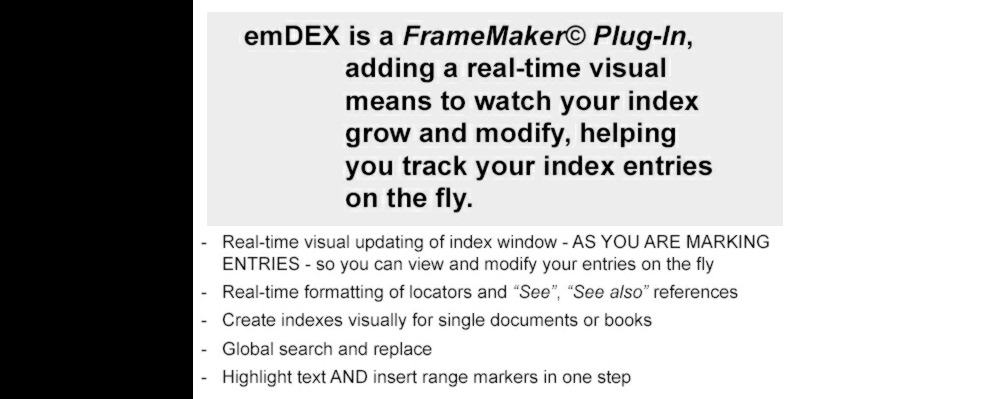 emDEX is a FrameMaker© Plug-In,
adding a real-time visual
means to watch your index
grow and modify, helping
you track your index entries
on the fly.
- Real-time visual updating of index window - AS YOU ARE MARKING
ENTRIES - so you can view and modify your entries on the fly
- Real-time formatting of locators and “See”, “See also” references
- Create indexes visually for single documents or books
- Global search and replace
- Highlight text AND insert range markers in one step